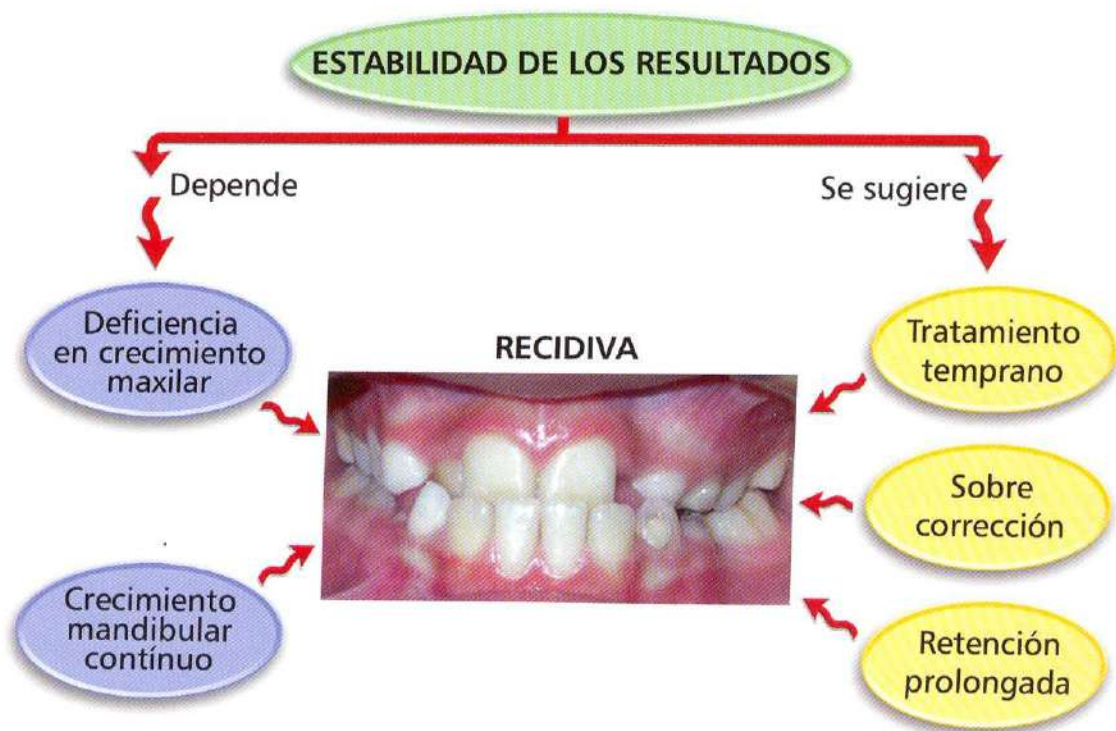 ESTABILIDAD DE LOS RESULTADOS
Depende
Se sugiere
Deficiencia
en crecimiento
maxilar
Crecimiento
mandibular
contínuo
RECIDIVA
Tratamiento
temprano
Sobre
corrección
Retención
prolongada